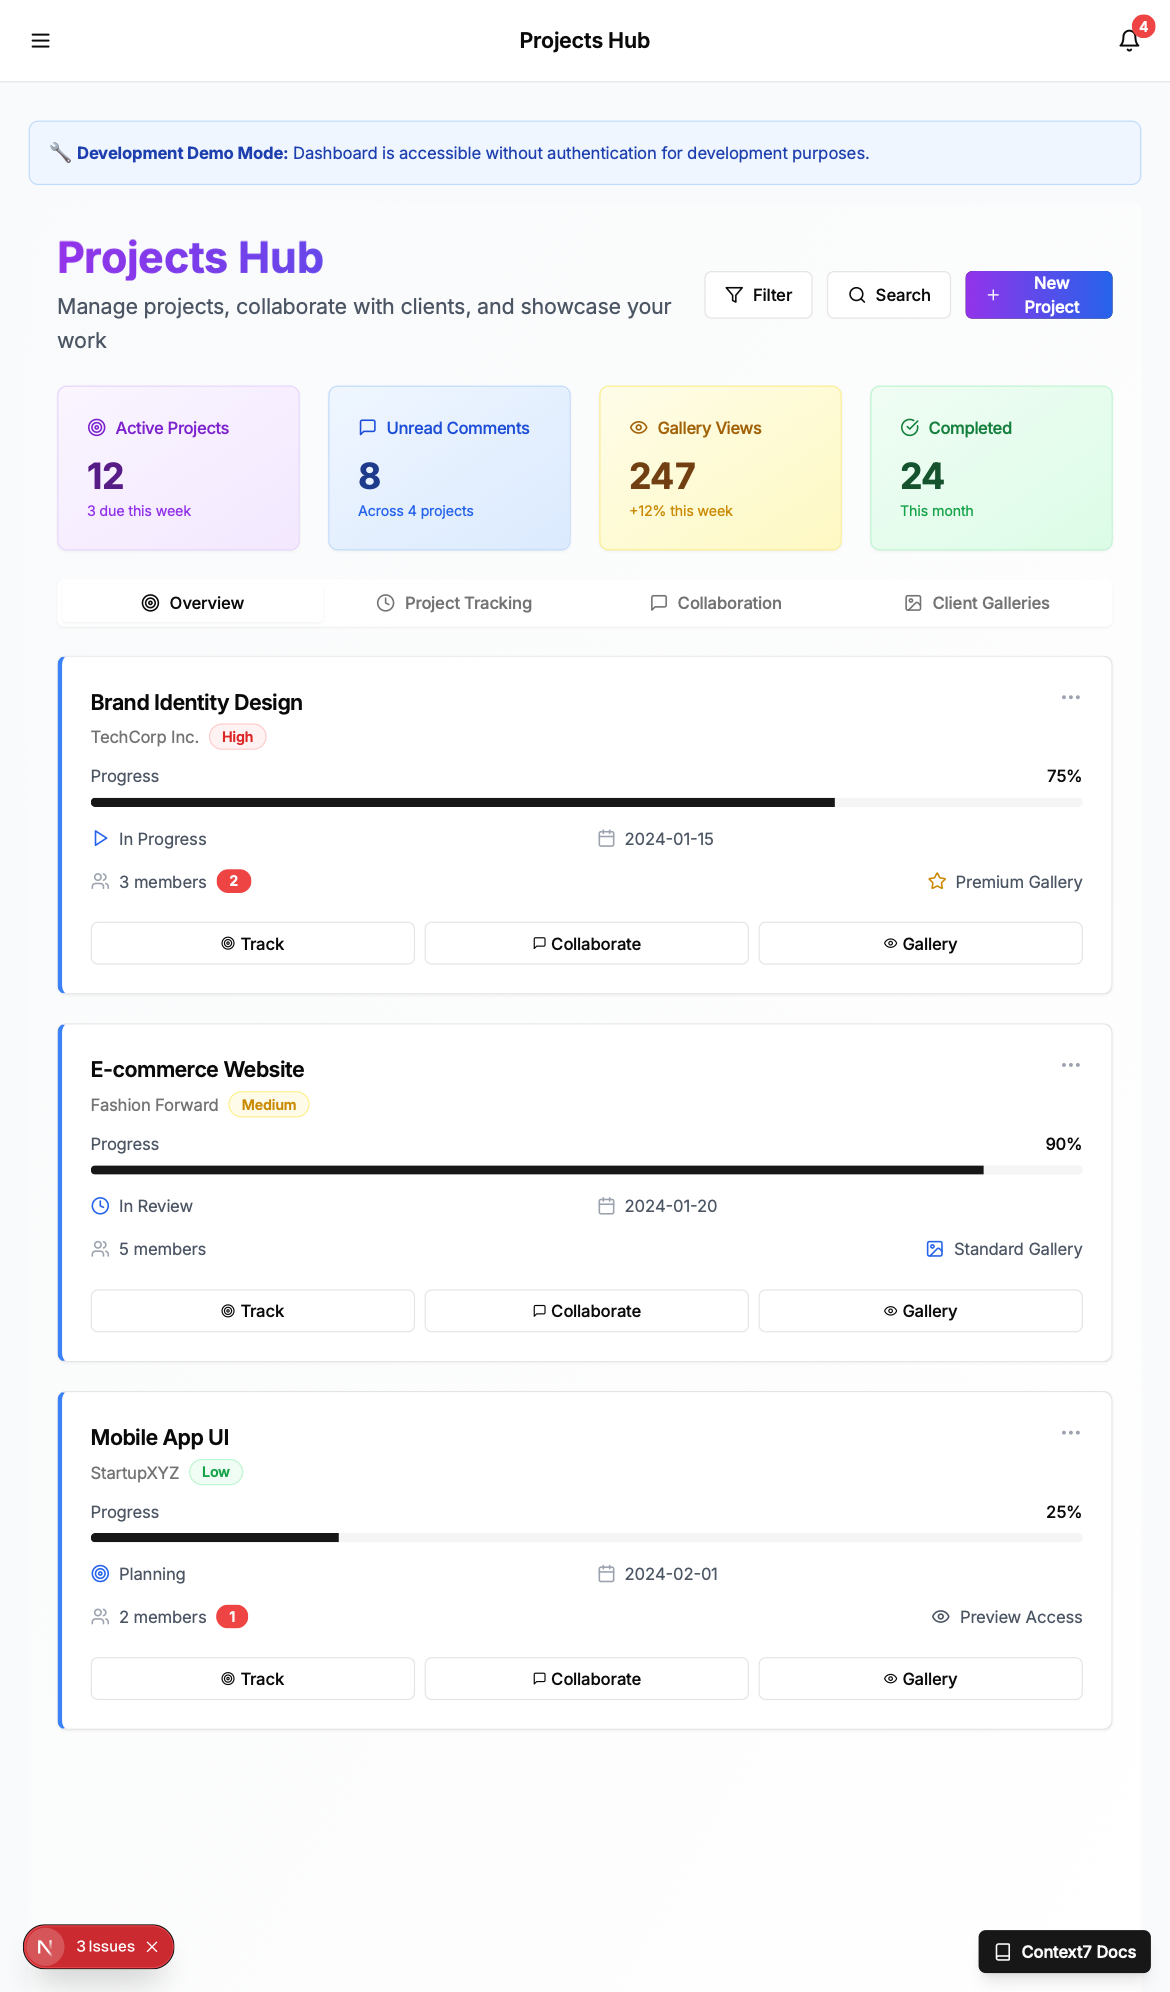 Projects Hub
4
Development Demo Mode: Dashboard is accessible without authentication for development purposes.
Projects Hub
Manage projects, collaborate with clients, and showcase your
work
Filter
Search
New
Project
Active Projects
12
3 due this week
Unread Comments
8
Across 4 projects
Gallery Views
247
+12% this week
Completed
24
This month
Overview
Project Tracking
Collaboration
Client Galleries
Brand Identity Design
TechCorp Inc. High
Progress 75%
In Progress 2024-01-15
3 members 2 Premium Gallery
Track Collaborate Gallery
E-commerce Website
Fashion Forward Medium
Progress 90%
In Review 2024-01-20
5 members Standard Gallery
Track Collaborate Gallery
Mobile App UI
StartupXYZ Low
Progress 25%
Planning 2024-02-01
2 members 1 Preview Access
Track Collaborate Gallery
N 3 Issues
Context7 Docs